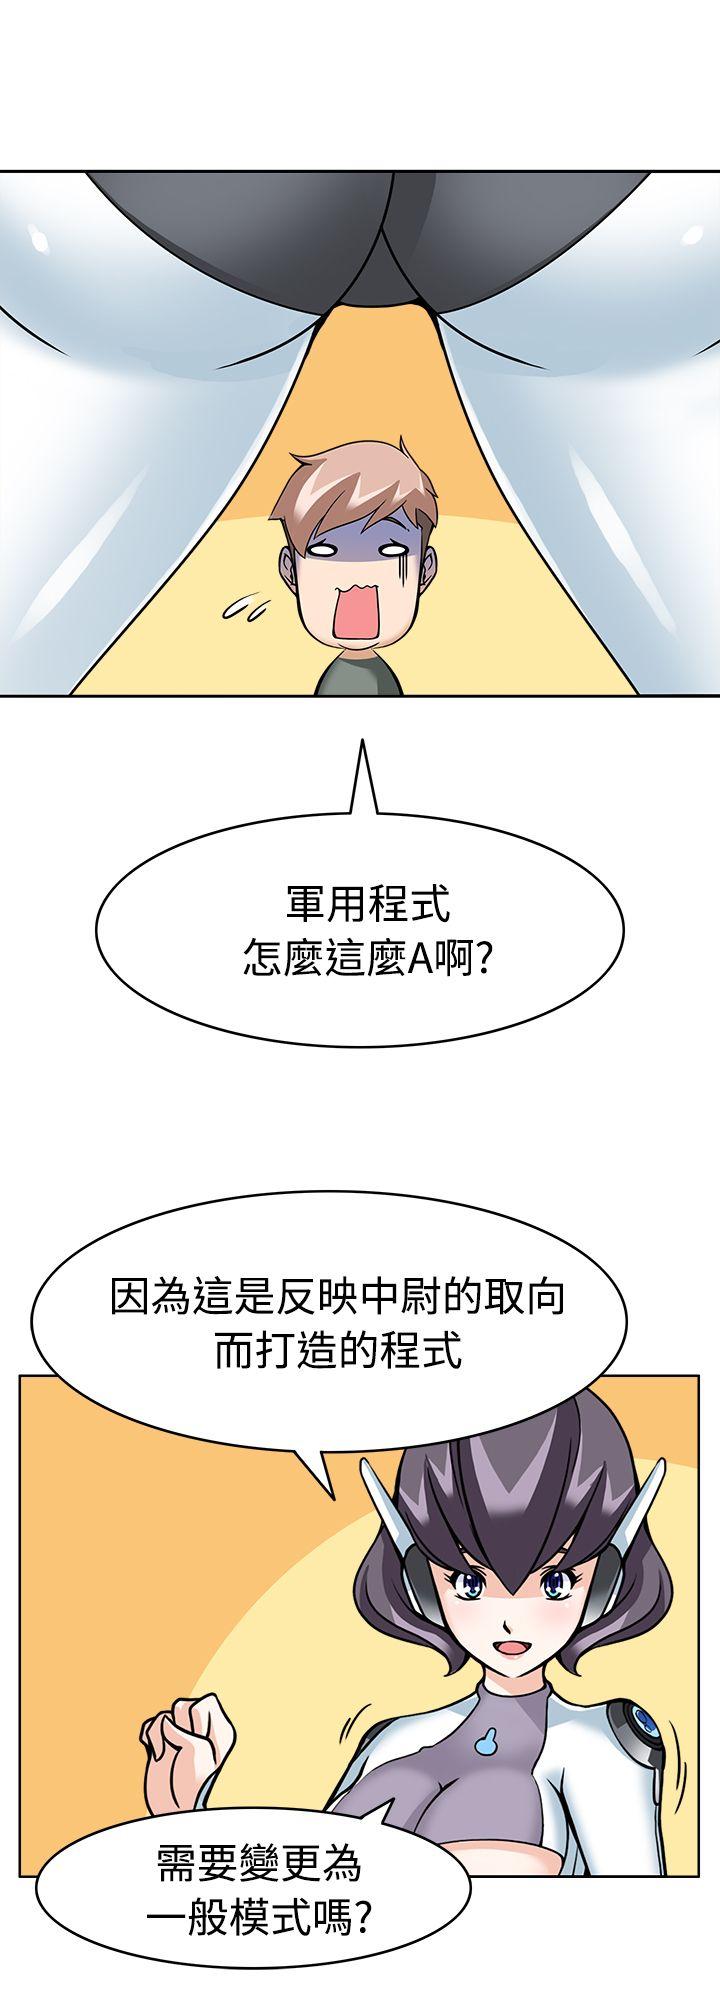 軍用程式
怎麼這麼A啊?
因為這是反映中尉的取向
而打造的程式
需要變更為
一般模式嗎?